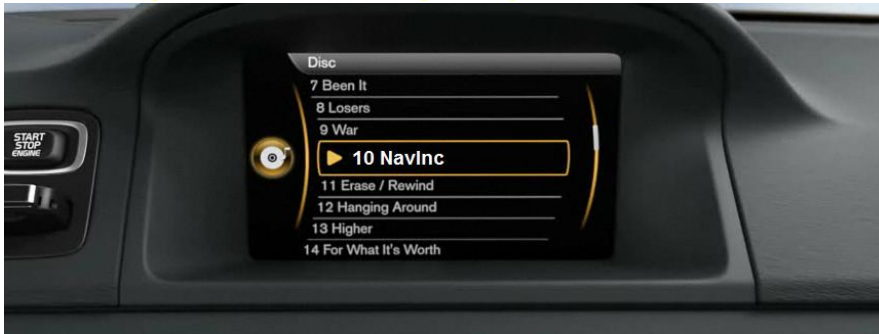 START
STOP
ENGINE
Disc
7 Been It
8 Losers
9 War
10 NavInc
11 Erase / Rewind
12 Hanging Around
13 Higher
14 For What It's Worth